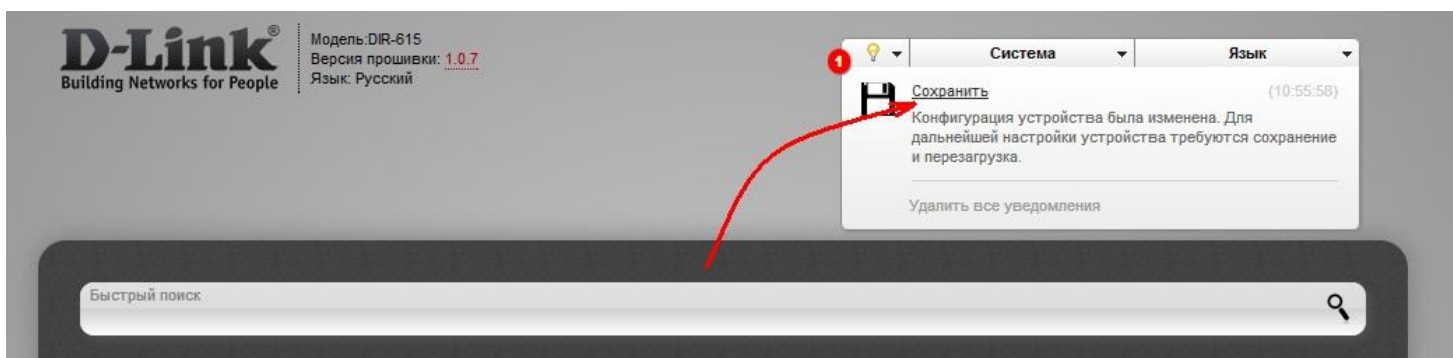 D-Link®
Building Networks for People
Модель:DIR-615
Версия прошивки: 1.0.7
Язык: Русский
1
Система
Язык
Сохранить
(10:55:58)
Конфигурация устройства была изменена. Для
дальнейшей настройки устройства требуются сохранение
и перезагрузка.
Удалить все уведомления
Быстрый поиск